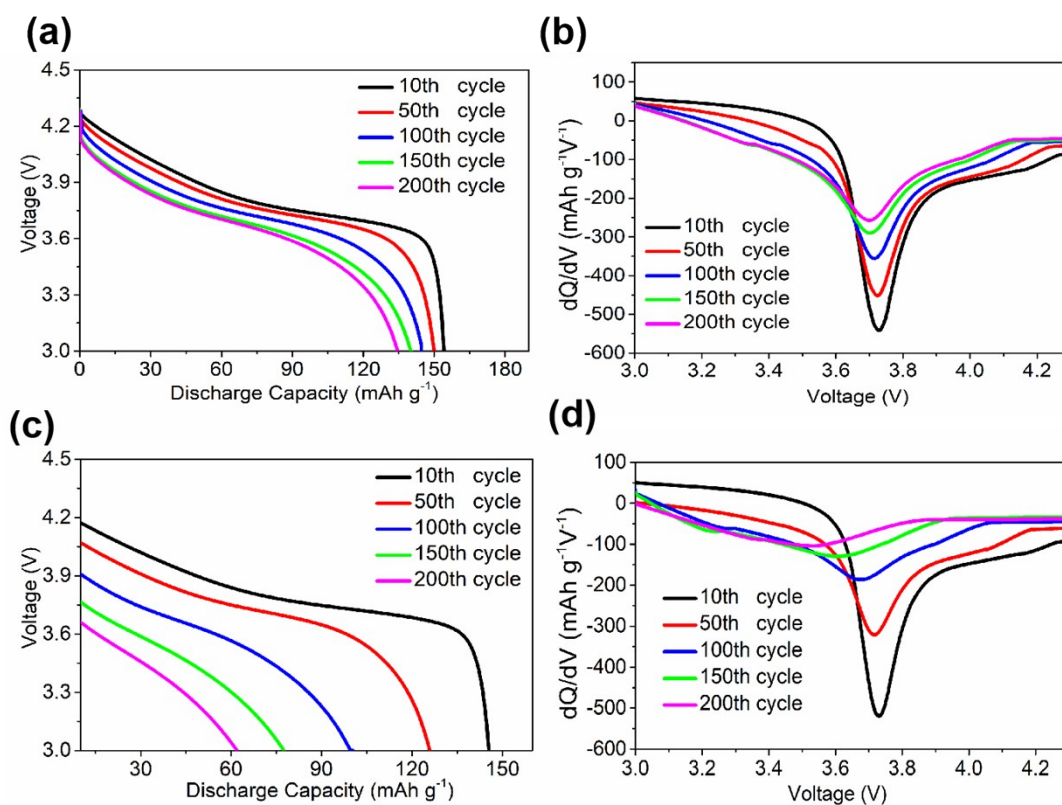 (a)
4.5
4.2
3.9
3.6
3.3
3.0
Voltage (V)
0 30 60 90 120 150 180
Discharge Capacity (mAh g-1)
10th cycle
50th cycle
100th cycle
150th cycle
200th cycle
(b)
100
0
-100
-200
-300
-400
-500
-600
dQ/dV (mAh g-1V-1)
3.0 3.2 3.4 3.6 3.8 4.0 4.2
Voltage (V)
10th cycle
50th cycle
100th cycle
150th cycle
200th cycle
(c)
4.5
4.2
3.9
3.6
3.3
3.0
Voltage (V)
30 60 90 120 150
Discharge Capacity (mAh g-1)
10th cycle
50th cycle
100th cycle
150th cycle
200th cycle
(d)
100
0
-100
-200
-300
-400
-500
-600
dQ/dV (mAh g-1V-1)
3.0 3.2 3.4 3.6 3.8 4.0 4.2
Voltage (V)
10th cycle
50th cycle
100th cycle
150th cycle
200th cycle